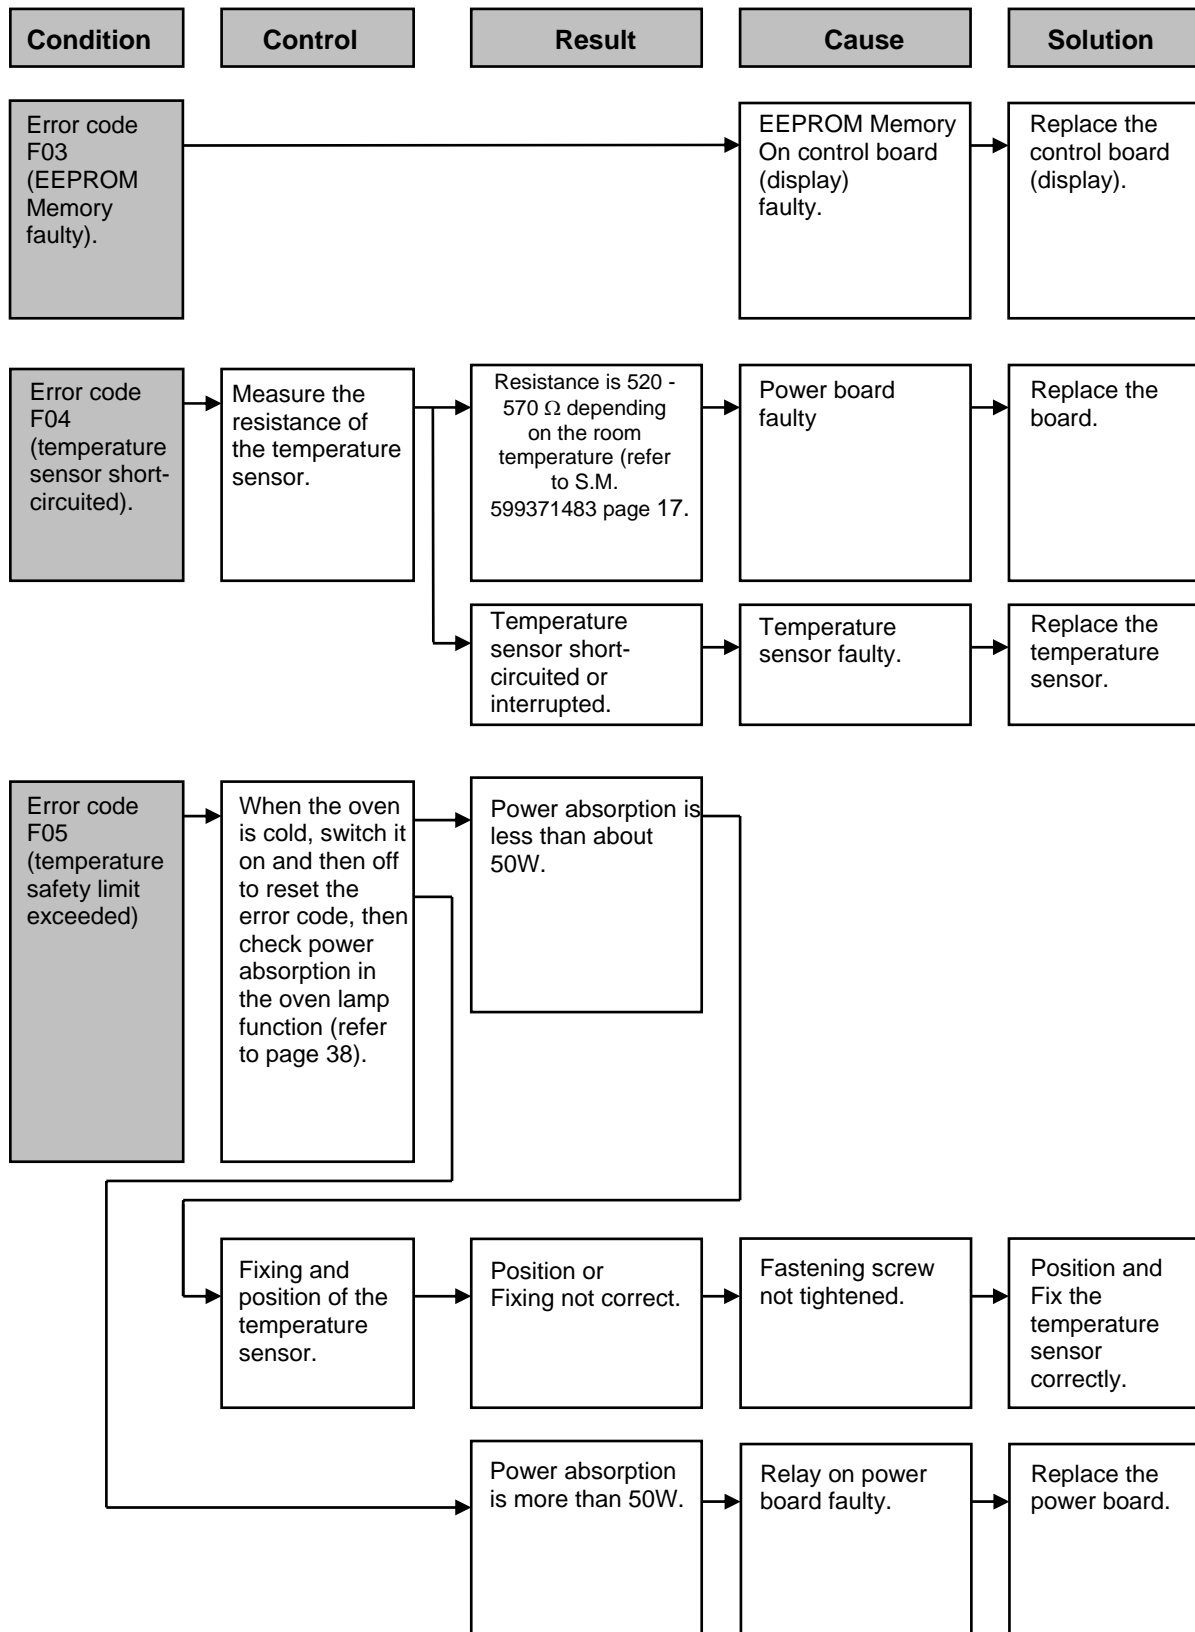 Condition
Control
Result
Cause
Solution
Error code
F03
(EEPROM
Memory
faulty).
EEPROM Memory
On control board
(display)
faulty.
Replace the
control board
(display).
Error code
F04
(temperature
sensor short-
circuited).
Measure the
resistance of
the temperature
sensor.
Resistance is 520 -
570 Ω depending
on the room
temperature (refer
to S.M.
599371483 page 17.
Power board
faulty
Replace the
board.
Temperature
sensor short-
circuited or
interrupted.
Temperature
sensor faulty.
Replace the
temperature
sensor.
Error code
F05
(temperature
safety limit
exceeded)
When the oven
is cold, switch it
on and then off
to reset the
error code, then
check power
absorption in
the oven lamp
function (refer
to page 38).
Power absorption is
less than about
50W.
Fixing and
position of the
temperature
sensor.
Position or
Fixing not correct.
Fastening screw
not tightened.
Position and
Fix the
temperature
sensor
correctly.
Power absorption
is more than 50W.
Relay on power
board faulty.
Replace the
power board.